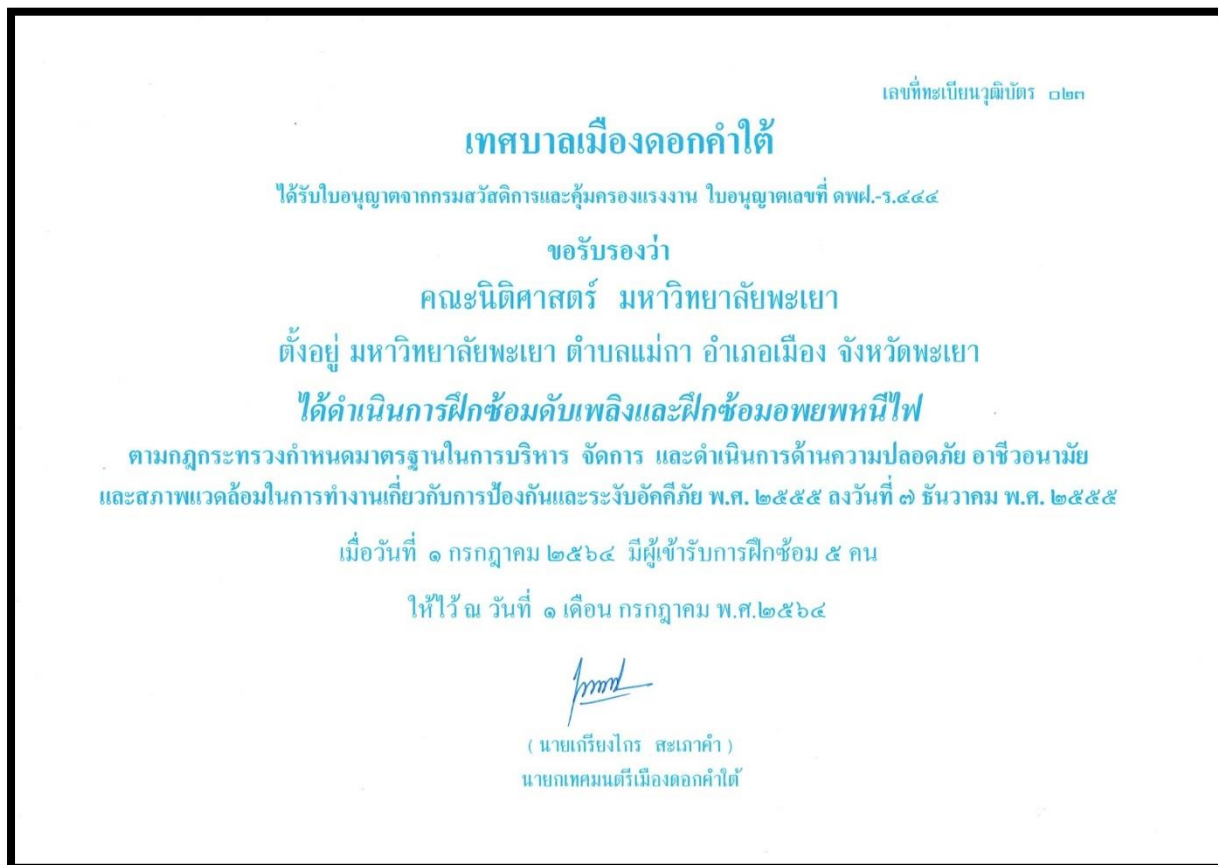 เลขที่ทะเบียนวุฒิบัตร ๐๒๓
เทศบาลเมืองดอกคำใต้
ได้รับใบอนุญาตจากกรมสวัสดิการและคุ้มครองแรงงาน ใบอนุญาตเลขที่ ดพฝ.-ร.๔๔๔
ขอรับรองว่า
คณะนิติศาสตร์ มหาวิทยาลัยพะเยา
ตั้งอยู่ มหาวิทยาลัยพะเยา ตำบลแม่กา อำเภอเมือง จังหวัดพะเยา
ได้ดำเนินการฝึกซ้อมดับเพลิงและฝึกซ้อมอพยพหนีไฟ
ตามกฎกระทรวงกำหนดมาตรฐานในการบริหาร จัดการ และดำเนินการด้านความปลอดภัย อาชีวอนามัย
และสภาพแวดล้อมในการทำงานเกี่ยวกับการป้องกันและระงับอัคคีภัย พ.ศ. ๒๕๕๕ ลงวันที่ ๗ ธันวาคม พ.ศ. ๒๕๕๕
เมื่อวันที่ ๑ กรกฎาคม ๒๕๖๔ มีผู้เข้ารับการฝึกซ้อม ๕ คน
ให้ไว้ ณ วันที่ ๑ เดือน กรกฎาคม พ.ศ.๒๕๖๔
( นายเกรียงไกร สะเภาคำ )
นายกเทศมนตรีเมืองดอกคำใต้